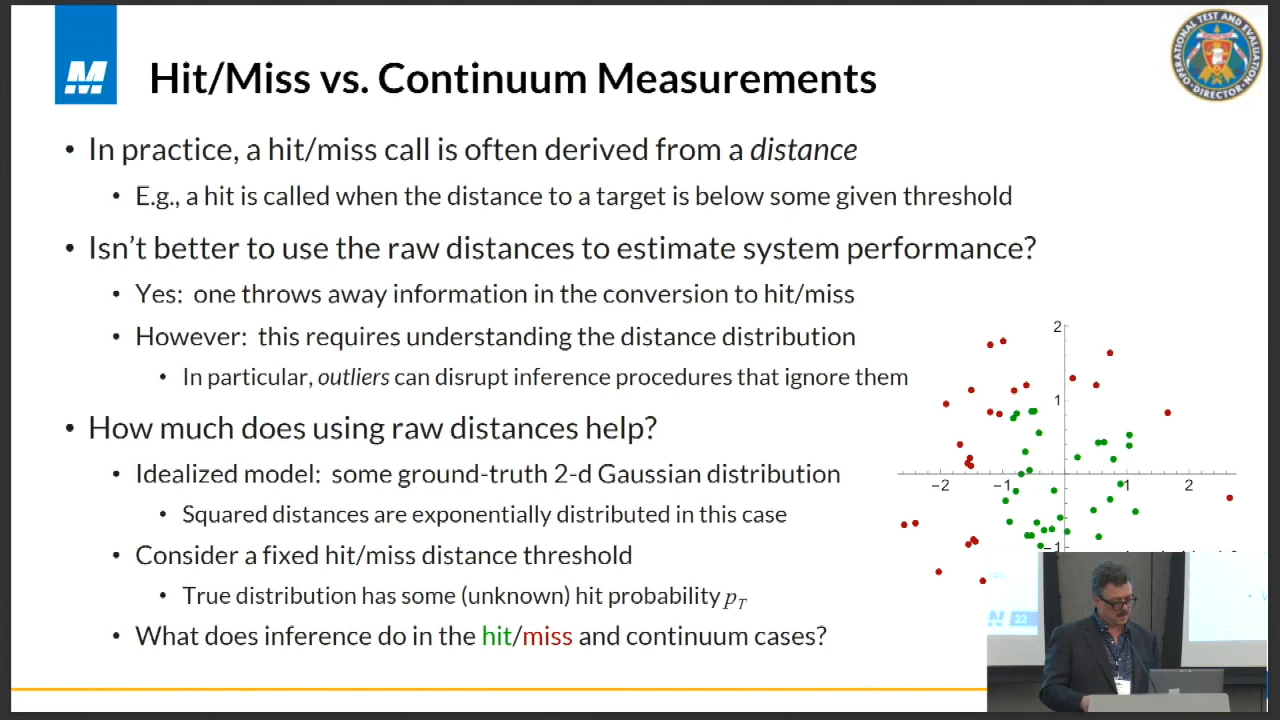 Hit/Miss vs. Continuum Measurements
OPERATIONAL TEST AND EVALUATION
DIRECTOR
M
• In practice, a hit/miss call is often derived from a distance
• E.g., a hit is called when the distance to a target is below some given threshold
• Isn't better to use the raw distances to estimate system performance?
• Yes: one throws away information in the conversion to hit/miss
• However: this requires understanding the distance distribution
• In particular, outliers can disrupt inference procedures that ignore them
• How much does using raw distances help?
• Idealized model: some ground-truth 2-d Gaussian distribution
• Squared distances are exponentially distributed in this case
• Consider a fixed hit/miss distance threshold
• True distribution has some (unknown) hit probability p_T
• What does inference do in the hit/miss and continuum cases?
2
1
−2 −1 1 2
−1
22